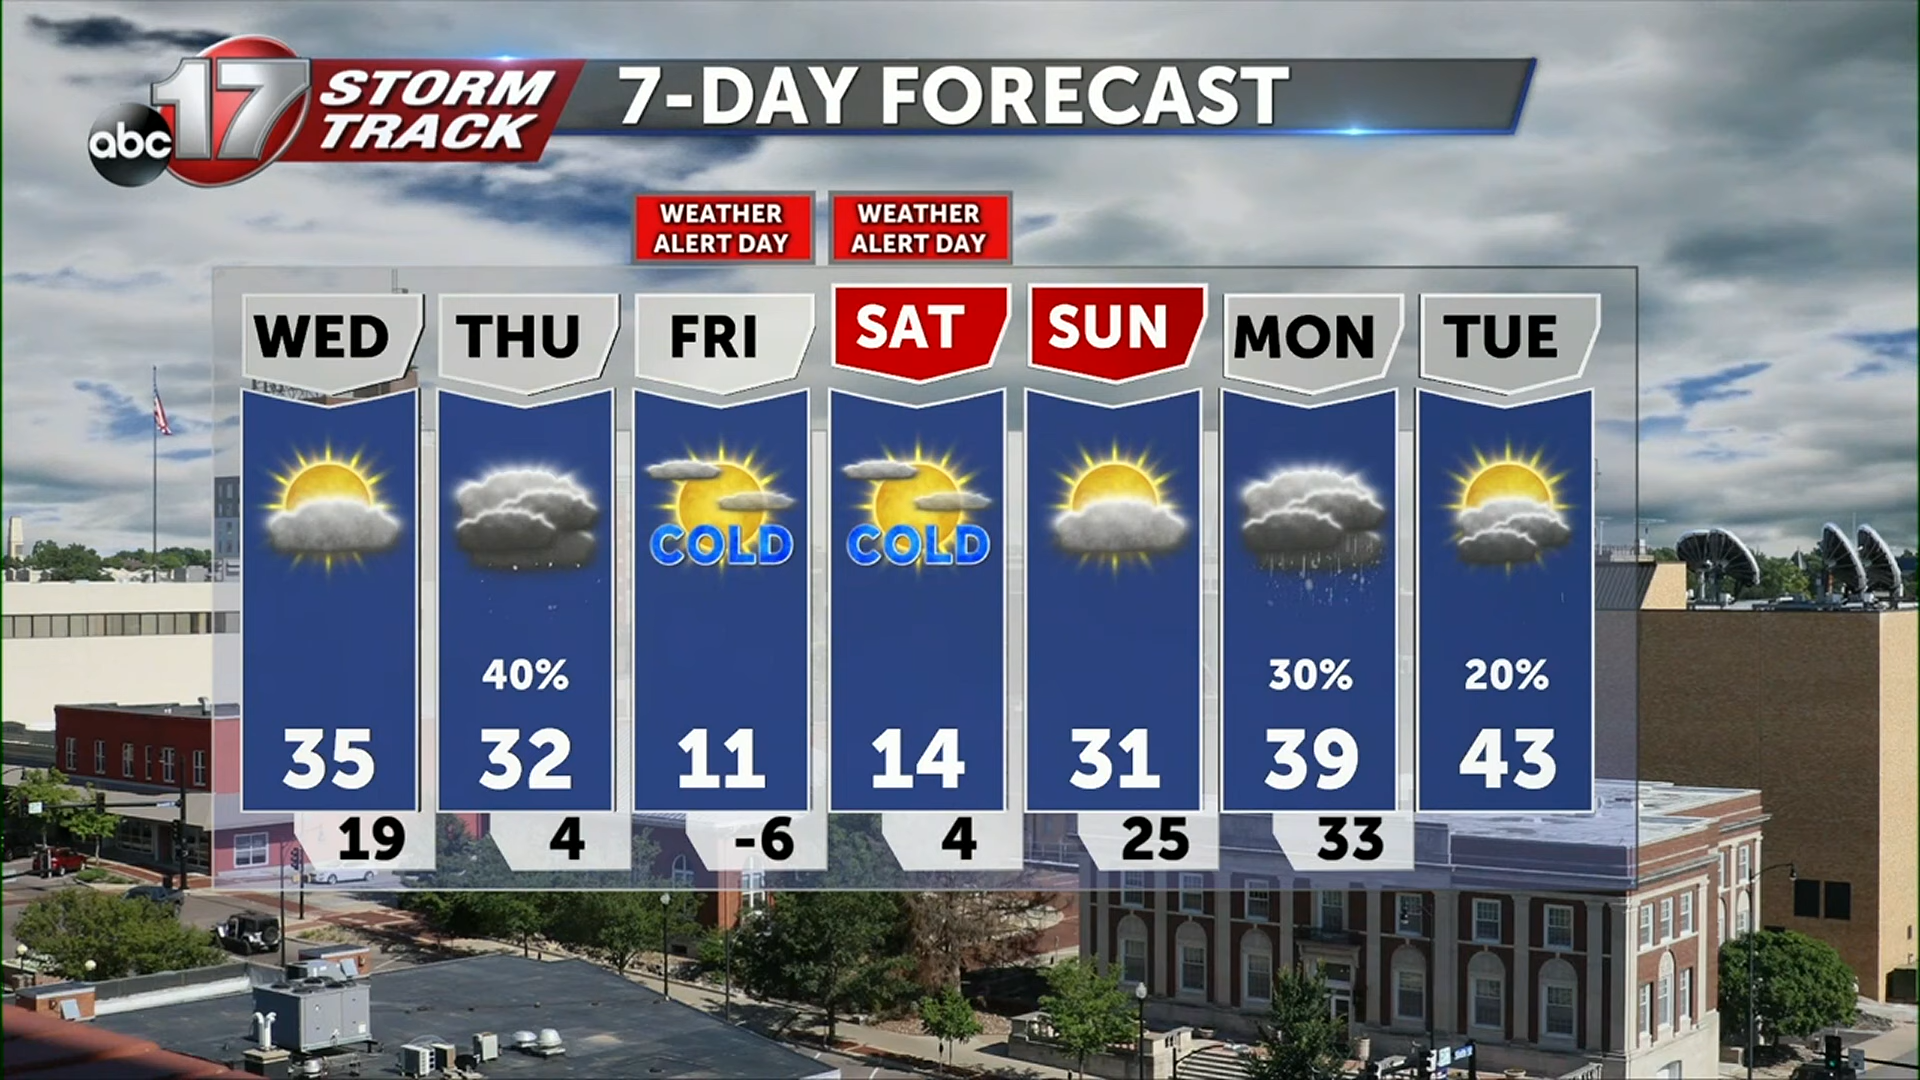 abc 17 STORM
TRACK
7-DAY FORECAST
WEATHER
ALERT DAY
WEATHER
ALERT DAY
WED THU FRI SAT SUN MON TUE
COLD COLD
40% 30% 20%
35 32 11 14 31 39 43
19 4 -6 4 25 33